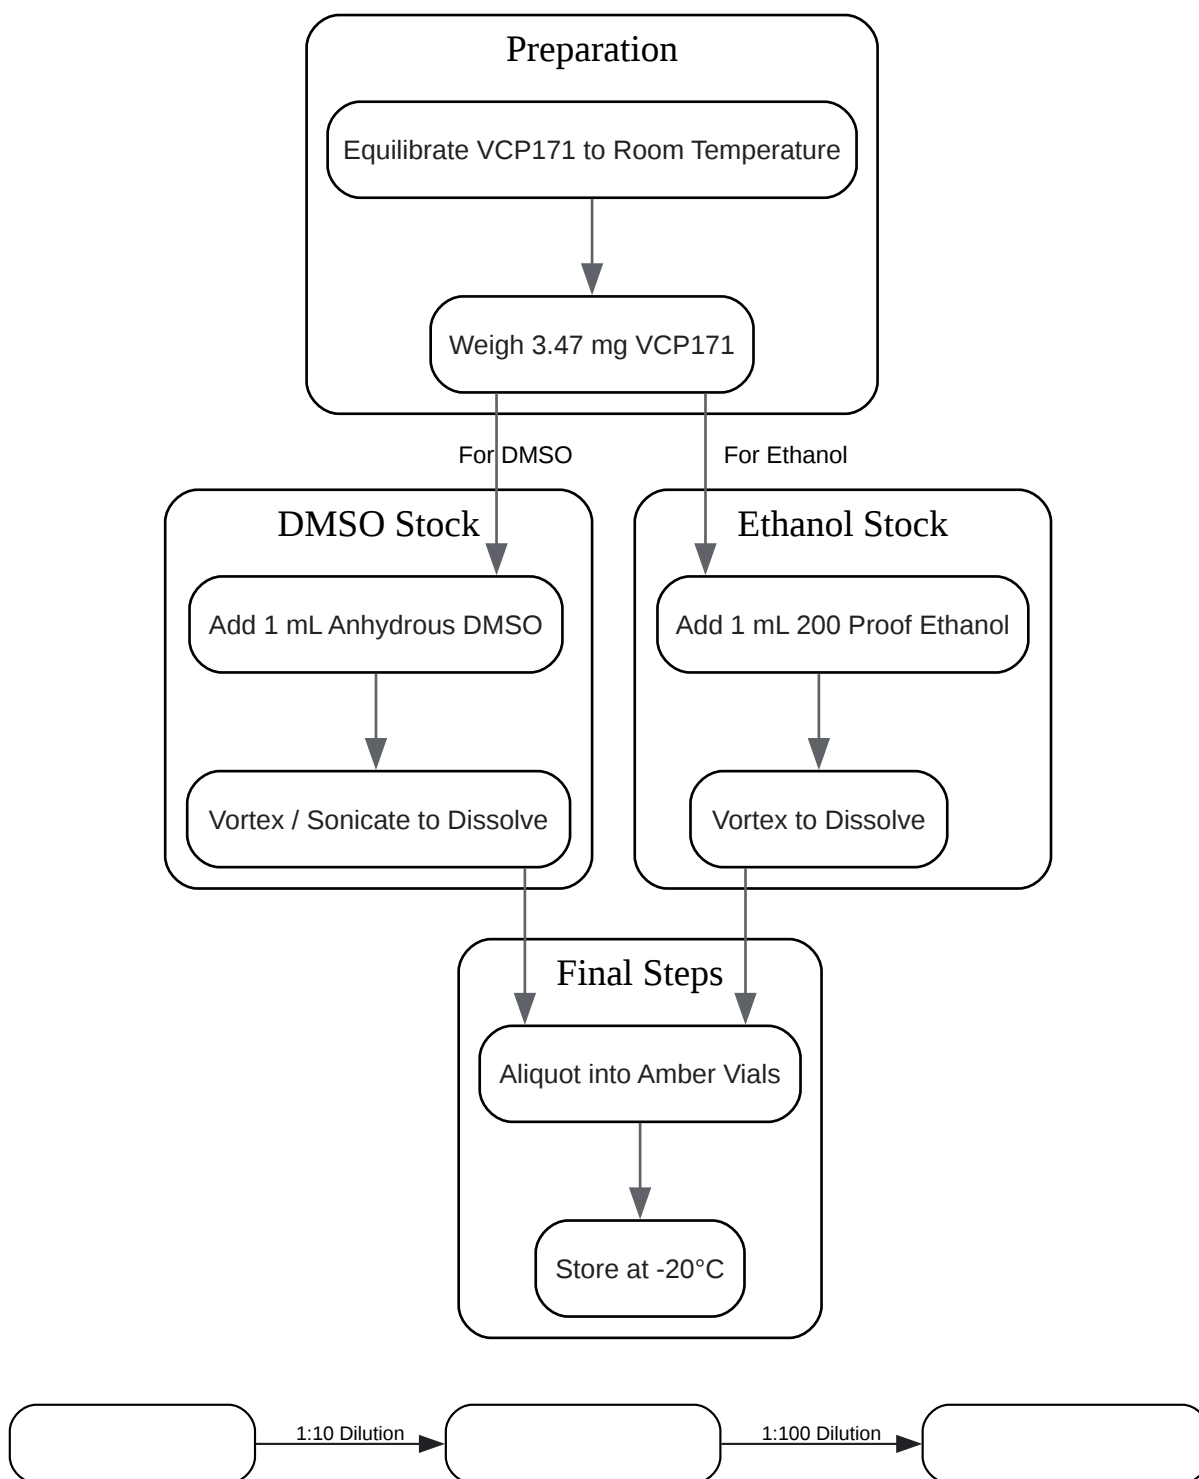 Preparation
Equilibrate VCP171 to Room Temperature
Weigh 3.47 mg VCP171
For DMSO
For Ethanol
DMSO Stock
Ethanol Stock
Add 1 mL Anhydrous DMSO
Add 1 mL 200 Proof Ethanol
Vortex / Sonicate to Dissolve
Vortex to Dissolve
Final Steps
Aliquot into Amber Vials
Store at -20°C
1:10 Dilution
1:100 Dilution